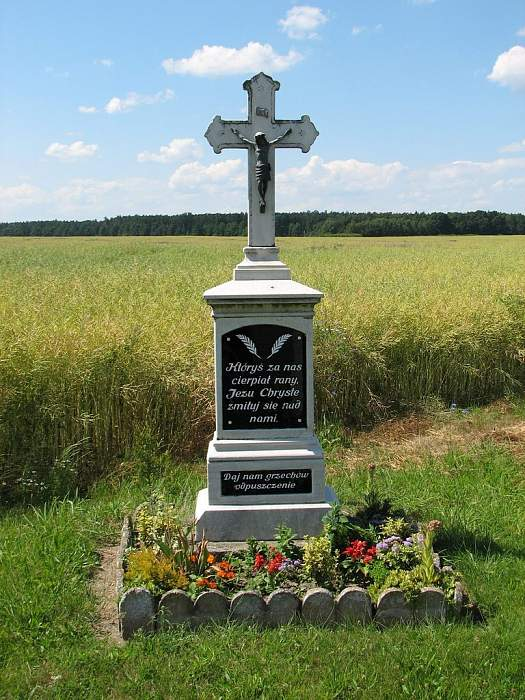 Któryś za nas
cierpiał rany,
Jezu Chryste
zmiłuj się nad
nami.
Daj nam grzechów
odpuszczenie